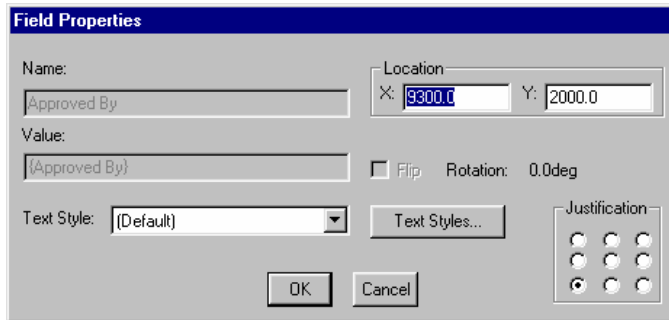 Field Properties
Name:
Approved By
Location
X: 9300.0 Y: 2000.0
Value:
{Approved By}
Flip Rotation: 0.0deg
Text Style: (Default) Text Styles...
Justification
OK Cancel